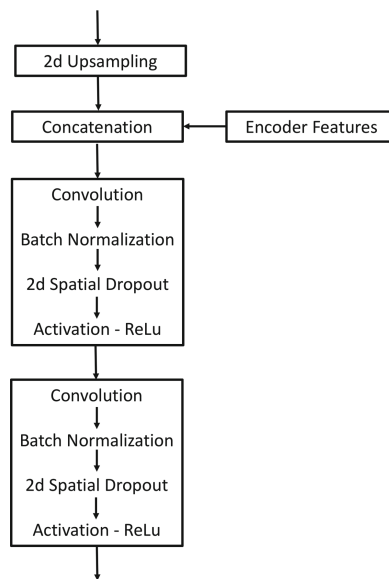 2d Upsampling
Concatenation
Encoder Features
Convolution
Batch Normalization
2d Spatial Dropout
Activation - ReLu
Convolution
Batch Normalization
2d Spatial Dropout
Activation - ReLu